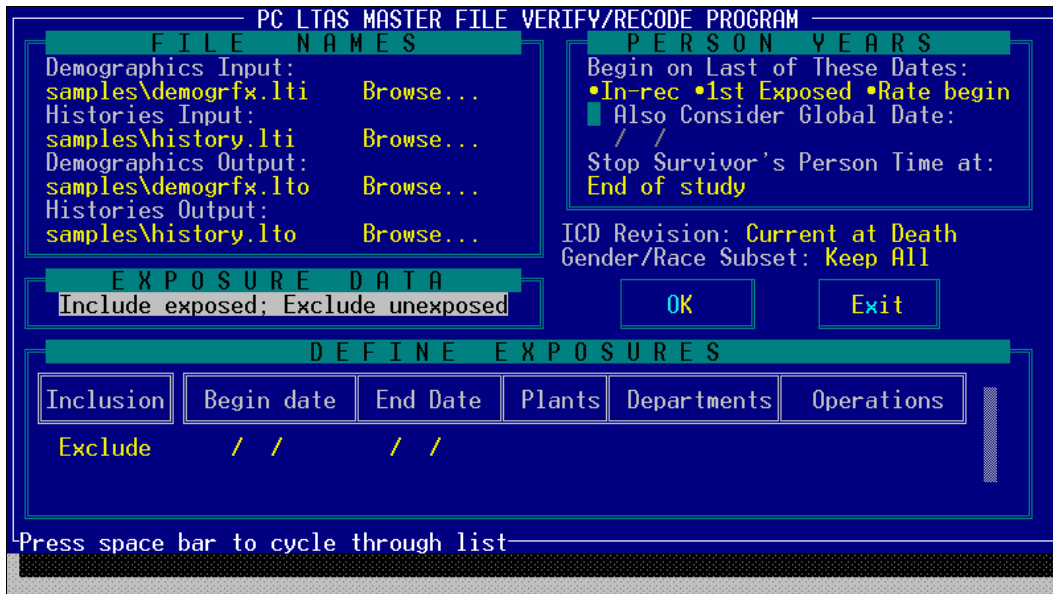 PC LTAS MASTER FILE VERIFY/RECODE PROGRAM
FILE NAMES
Demographics Input:
samples\demogrfx.lti Browse...
Histories Input:
samples\history.lti Browse...
Demographics Output:
samples\demogrfx.lto Browse...
Histories Output:
samples\history.lto Browse...
PERSON YEARS
Begin on Last of These Dates:
•In-rec •1st Exposed •Rate begin
Also Consider Global Date:
/ /
Stop Survivor's Person Time at:
End of study
ICD Revision: Current at Death
Gender/Race Subset: Keep All
EXPOSURE DATA
Include exposed; Exclude unexposed
OK Exit
DEFINE EXPOSURES
Inclusion Begin date End Date Plants Departments Operations
Exclude / / / /
Press space bar to cycle through list